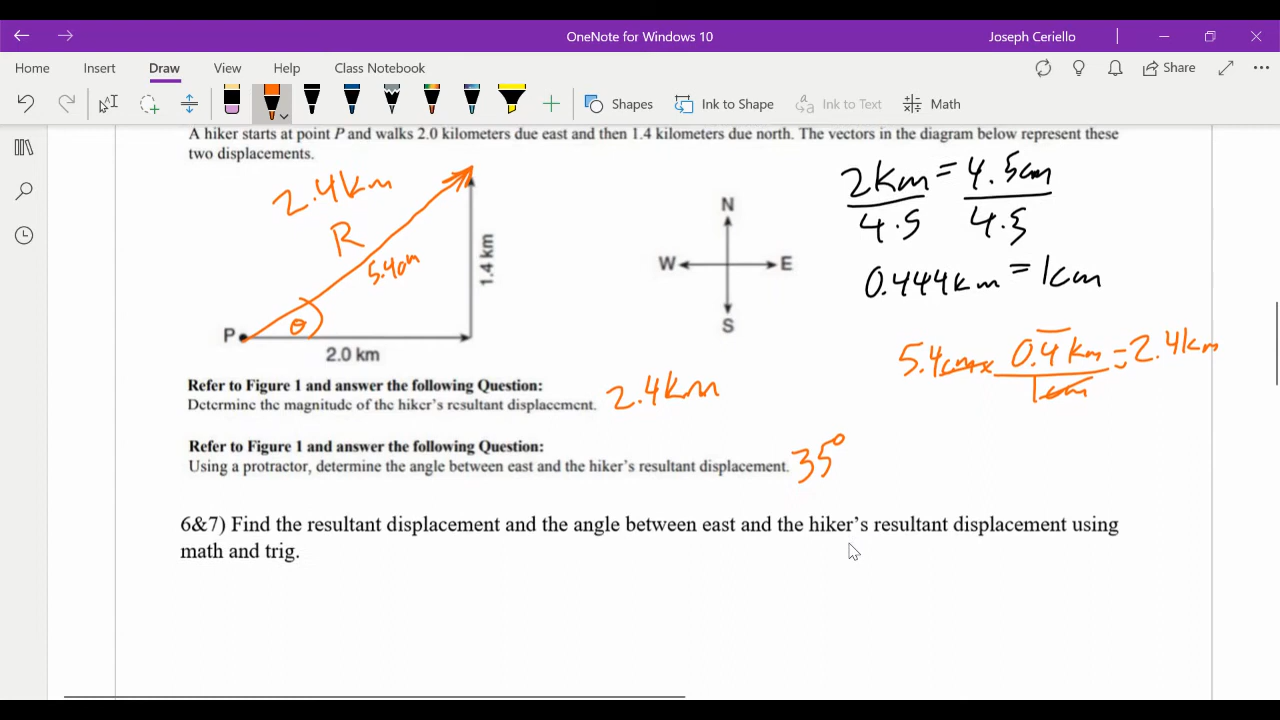 OneNote for Windows 10
Joseph Ceriello
Home Insert Draw View Help Class Notebook
Share
Shapes Ink to Shape Ink to Text Math
A hiker starts at point P and walks 2.0 kilometers due east and then 1.4 kilometers due north. The vectors in the diagram below represent these
two displacements.
2.4km
R
5.4cm
θ
P
2.0 km
1.4 km
N
W E
S
2km = 4.5cm
4.5 4.5
0.444km = 1cm
5.4cm x 0.4̅ km = 2.4km
1cm
Refer to Figure 1 and answer the following Question:
Determine the magnitude of the hiker's resultant displacement. 2.4km
Refer to Figure 1 and answer the following Question:
Using a protractor, determine the angle between east and the hiker's resultant displacement. 35°
6&7) Find the resultant displacement and the angle between east and the hiker's resultant displacement using
math and trig.